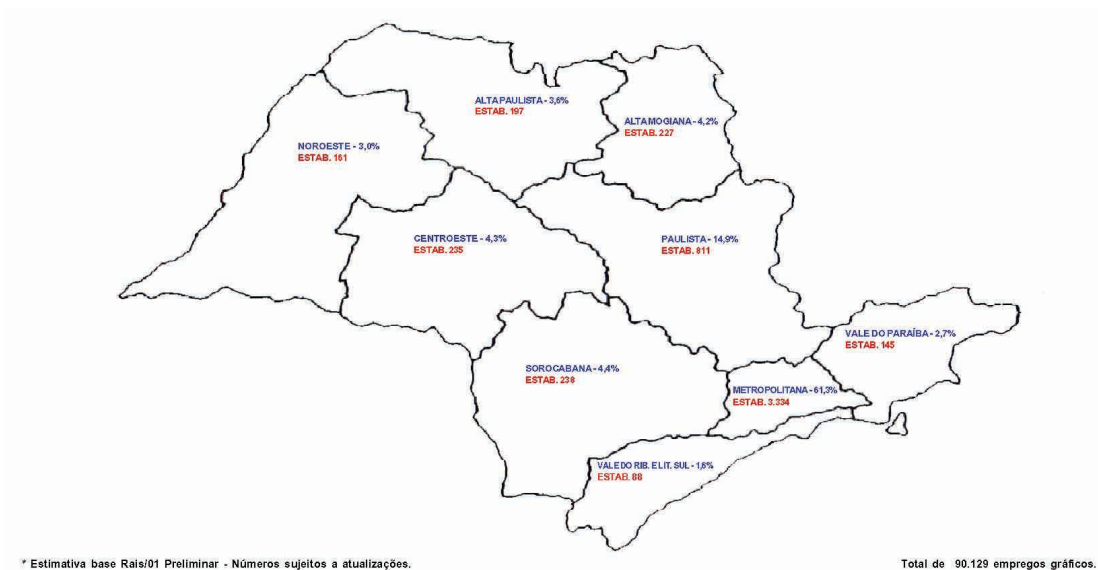 ALTA PAULISTA - 3,6%
ESTAB. 197
ALTA MOGIANA - 4,2%
ESTAB. 227
NOROESTE - 3,0%
ESTAB. 161
CENTROESTE - 4,3%
ESTAB. 235
PAULISTA - 14,9%
ESTAB. 811
VALE DO PARAÍBA - 2,7%
ESTAB. 145
SOROCABANA - 4,4%
ESTAB. 238
METROPOLITANA - 61,3%
ESTAB. 3.334
VALE DO RIB. E LIT. SUL - 1,6%
ESTAB. 88
* Estimativa base Rais/01 Preliminar - Números sujeitos a atualizações.
Total de 90.129 empregos gráficos.